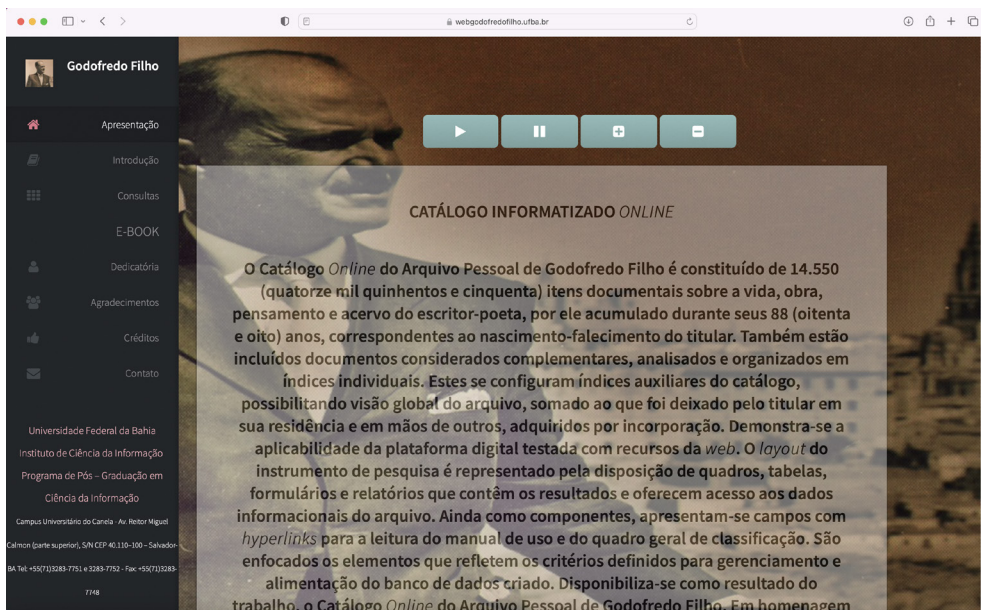 webgodofredofilho.ufba.br
Godofredo Filho
Apresentação
Introdução
Consultas
E-BOOK
Dedicatória
Agradecimentos
Créditos
Contato
Universidade Federal da Bahia
Instituto de Ciência da Informação
Programa de Pós – Graduação em
Ciência da Informação
Campus Universitário do Canela - Av. Reitor Miguel
Calmon (parte superior), S/N CEP 40.110–100 – Salvador-
BA Tel: +55(71)3283-7751 e 3283-7752 - Fax: +55(71)3283-
7748
CATÁLOGO INFORMATIZADO ONLINE
O Catálogo Online do Arquivo Pessoal de Godofredo Filho é constituído de 14.550
(quatorze mil quinhentos e cinquenta) itens documentais sobre a vida, obra,
pensamento e acervo do escritor-poeta, por ele acumulado durante seus 88 (oitenta
e oito) anos, correspondentes ao nascimento-falecimento do titular. Também estão
incluídos documentos considerados complementares, analisados e organizados em
índices individuais. Estes se configuram índices auxiliares do catálogo,
possibilitando visão global do arquivo, somado ao que foi deixado pelo titular em
sua residência e em mãos de outros, adquiridos por incorporação. Demonstra-se a
aplicabilidade da plataforma digital testada com recursos da web. O layout do
instrumento de pesquisa é representado pela disposição de quadros, tabelas,
formulários e relatórios que contêm os resultados e oferecem acesso aos dados
informacionais do arquivo. Ainda como componentes, apresentam-se campos com
hyperlinks para a leitura do manual de uso e do quadro geral de classificação. São
enfocados os elementos que refletem os critérios definidos para gerenciamento e
alimentação do banco de dados criado. Disponibiliza-se como resultado do
trabalho, o Catálogo Online do Arquivo Pessoal de Godofredo Filho. Em homenagem